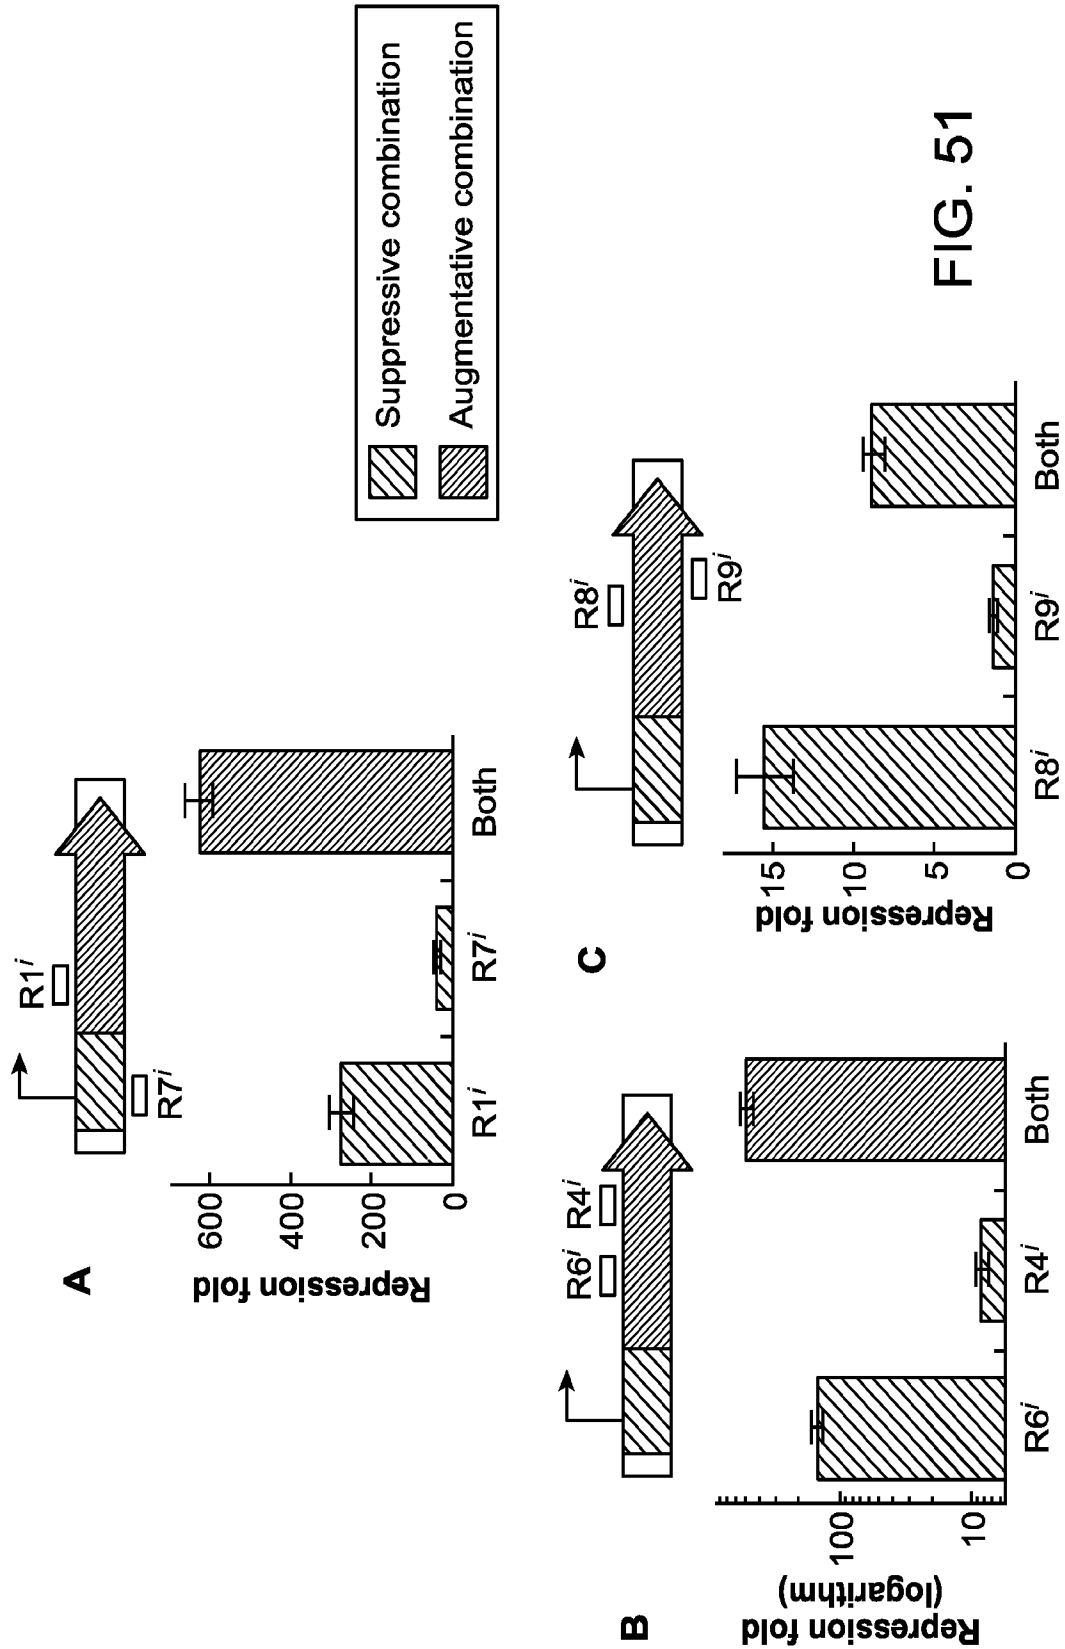 A
R1ⁱ
R7ⁱ
Repression fold
600
400
200
0
R1ⁱ
R7ⁱ
Both
Suppressive combination
Augmentative combination
B
R6ⁱ
R4ⁱ
Repression fold
(logarithm)
100
10
R6ⁱ
R4ⁱ
Both
C
R8ⁱ
R9ⁱ
Repression fold
15
10
5
0
R8ⁱ
R9ⁱ
Both
FIG. 51